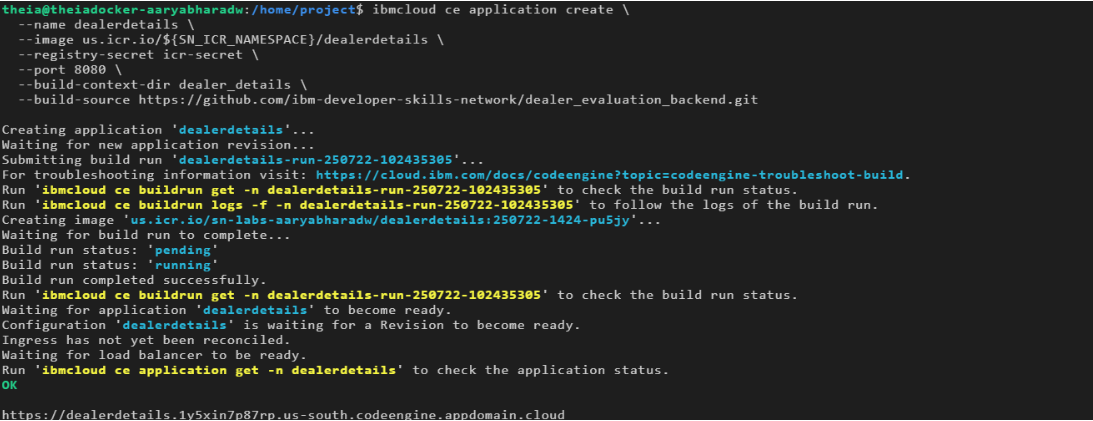 theia@theiadocker-aaryabharadw:/home/project$ ibmcloud ce application create \
--name dealerdetails \
--image us.icr.io/${SN_ICR_NAMESPACE}/dealerdetails \
--registry-secret icr-secret \
--port 8080 \
--build-context-dir dealer_details \
--build-source https://github.com/ibm-developer-skills-network/dealer_evaluation_backend.git
Creating application 'dealerdetails'...
Waiting for new application revision...
Submitting build run 'dealerdetails-run-250722-102435305'...
For troubleshooting information visit: https://cloud.ibm.com/docs/codeengine?topic=codeengine-troubleshoot-build.
Run 'ibmcloud ce buildrun get -n dealerdetails-run-250722-102435305' to check the build run status.
Run 'ibmcloud ce buildrun logs -f -n dealerdetails-run-250722-102435305' to follow the logs of the build run.
Creating image 'us.icr.io/sn-labs-aaryabharadw/dealerdetails:250722-1424-pu5jy'...
Waiting for build run to complete...
Build run status: 'pending'
Build run status: 'running'
Build run completed successfully.
Run 'ibmcloud ce buildrun get -n dealerdetails-run-250722-102435305' to check the build run status.
Waiting for application 'dealerdetails' to become ready.
Configuration 'dealerdetails' is waiting for a Revision to become ready.
Ingress has not yet been reconciled.
Waiting for load balancer to be ready.
Run 'ibmcloud ce application get -n dealerdetails' to check the application status.
OK
https://dealerdetails.1y5xin7p87rp.us-south.codeengine.appdomain.cloud